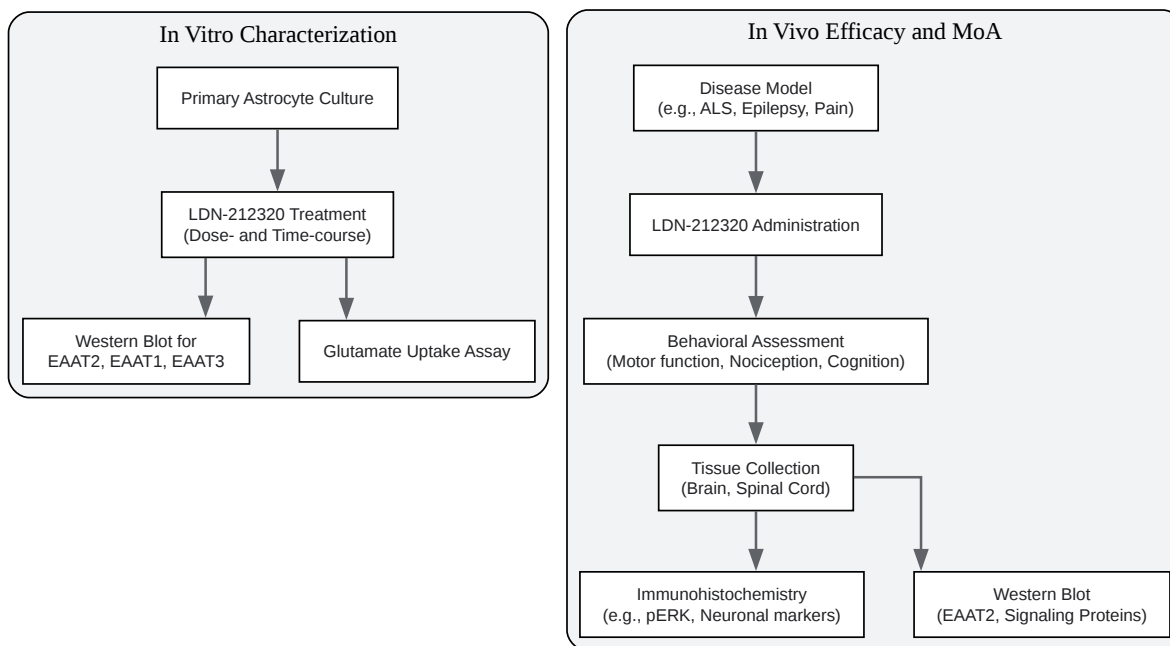 In Vitro Characterization
Primary Astrocyte Culture
LDN-212320 Treatment
(Dose- and Time-course)
Western Blot for
EAAT2, EAAT1, EAAT3
Glutamate Uptake Assay
In Vivo Efficacy and MoA
Disease Model
(e.g., ALS, Epilepsy, Pain)
LDN-212320 Administration
Behavioral Assessment
(Motor function, Nociception, Cognition)
Tissue Collection
(Brain, Spinal Cord)
Immunohistochemistry
(e.g., pERK, Neuronal markers)
Western Blot
(EAAT2, Signaling Proteins)